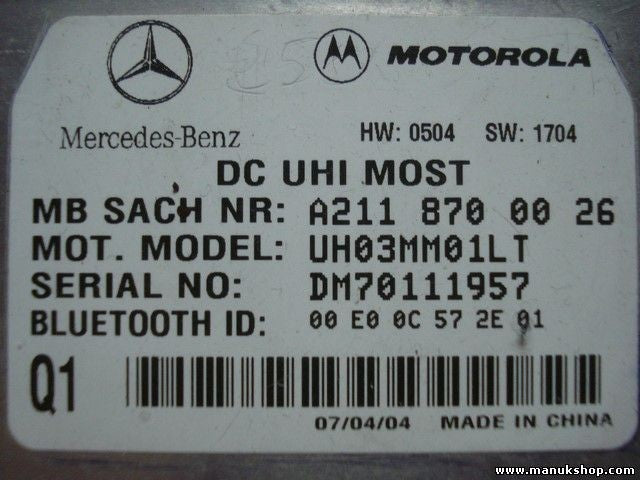 MOTOROLA
Mercedes-Benz
HW: 0504 SW: 1704
DC UHI MOST
MB SACH NR: A211 870 00 26
MOT. MODEL: UH03MM01LT
SERIAL NO: DM70111957
BLUETOOTH ID: 00 E0 0C 57 2E 01
Q1
07/04/04 MADE IN CHINA
www.manukshop.com